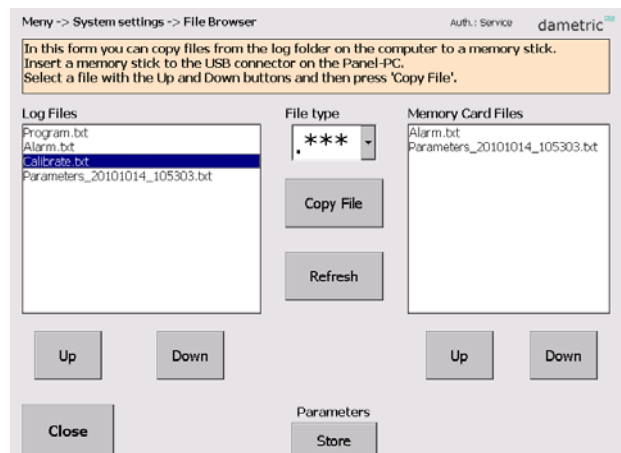 Meny -> System settings -> File Browser
Auth.: Service
dametric
In this form you can copy files from the log folder on the computer to a memory stick.
Insert a memory stick to the USB connector on the Panel-PC.
Select a file with the Up and Down buttons and then press 'Copy File'.
Log Files
File type
Memory Card Files
Program.txt
Alarm.txt
Calibrate.txt
Parameters_20101014_105303.txt
.***
Alarm.txt
Parameters_20101014_105303.txt
Copy File
Refresh
Up
Down
Up
Down
Close
Parameters
Store